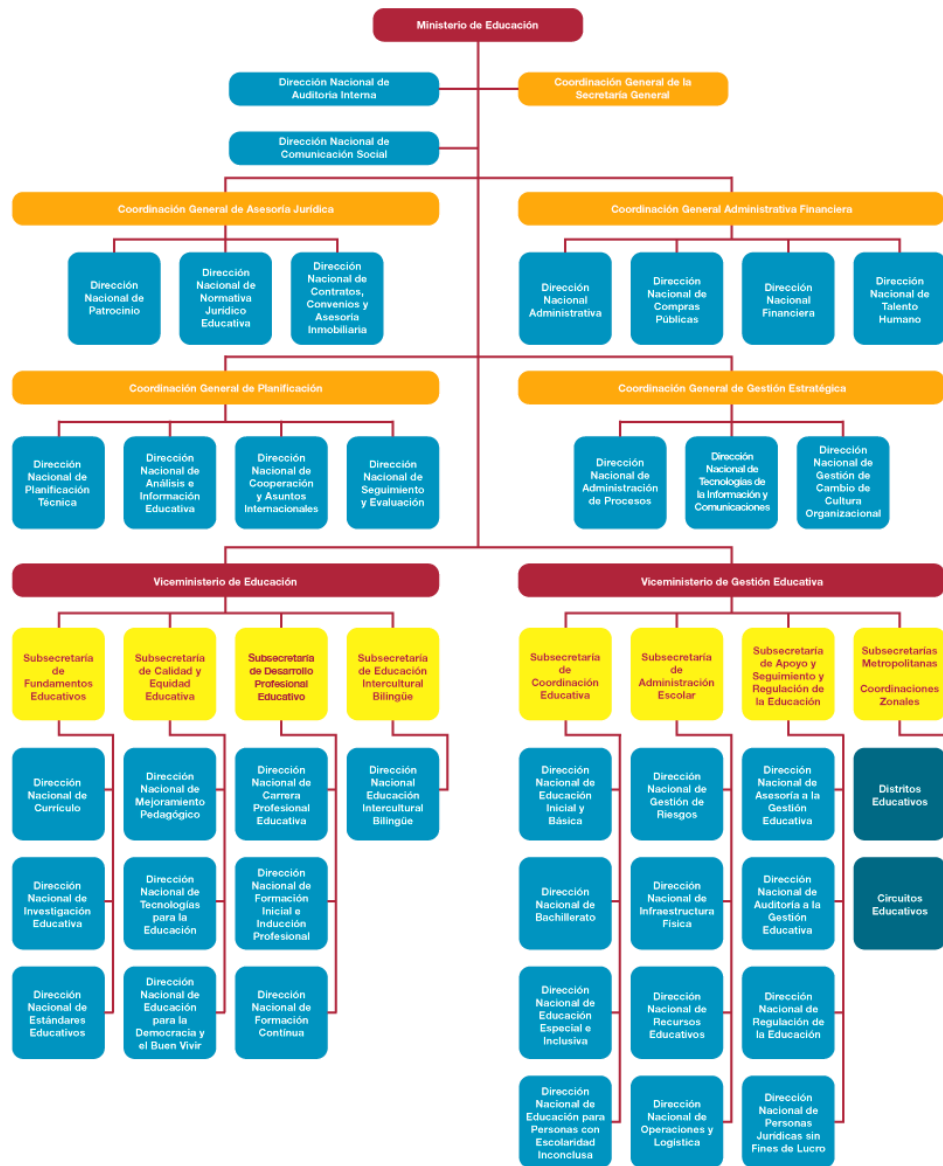 Ministerio de Educación
Dirección Nacional de
Auditoria Interna
Coordinación General de la
Secretaría General
Dirección Nacional de
Comunicación Social
Coordinación General de Asesoría Jurídica
Coordinación General Administrativa Financiera
Dirección
Nacional de
Patrocinio
Dirección
Nacional de
Normativa
Jurídico
Educativa
Dirección
Nacional de
Contratos,
Convenios y
Asesoría
Inmobiliaria
Dirección
Nacional
Administrativa
Dirección
Nacional de
Compras
Públicas
Dirección
Nacional
Financiera
Dirección
Nacional de
Talento
Humano
Coordinación General de Planificación
Coordinación General de Gestión Estratégica
Dirección
Nacional de
Planificación
Técnica
Dirección
Nacional de
Análisis e
Información
Educativa
Dirección
Nacional de
Cooperación
y Asuntos
Internacionales
Dirección
Nacional de
Seguimiento
y Evaluación
Dirección
Nacional de
Administración
de Procesos
Dirección
Nacional de
Tecnologías de
la Información y
Comunicaciones
Dirección
Nacional de
Gestión de
Cambio de
Cultura
Organizacional
Viceministerio de Educación
Viceministerio de Gestión Educativa
Subsecretaría
de
Fundamentos
Educativos
Subsecretaría
de Calidad y
Equidad
Educativa
Subsecretaría
de Desarrollo
Profesional
Educativo
Subsecretaría
de Educación
Intercultural
Bilingüe
Subsecretaría
de
Coordinación
Educativa
Subsecretaría
de
Administración
Escolar
Subsecretaría
de Apoyo y
Seguimiento y
Regulación de
la Educación
Subsecretarías
Metropolitanas
Coordinaciones
Zonales
Dirección
Nacional de
Currículo
Dirección
Nacional de
Mejoramiento
Pedagógico
Dirección
Nacional de
Carrera
Profesional
Educativa
Dirección
Nacional
Educación
Intercultural
Bilingüe
Dirección
Nacional de
Educación
Inicial y
Básica
Dirección
Nacional de
Gestión de
Riesgos
Dirección
Nacional de
Asesoría a la
Gestión
Educativa
Distritos
Educativos
Dirección
Nacional de
Investigación
Educativa
Dirección
Nacional de
Tecnologías
para la
Educación
Dirección
Nacional de
Formación
Inicial e
Inducción
Profesional
Dirección
Nacional de
Bachillerato
Dirección
Nacional de
Infraestructura
Física
Dirección
Nacional de
Auditoría a la
Gestión
Educativa
Circuitos
Educativos
Dirección
Nacional de
Estándares
Educativos
Dirección
Nacional de
Educación
para la
Democracia y
el Buen Vivir
Dirección
Nacional de
Formación
Contínua
Dirección
Nacional de
Educación
Especial e
Inclusiva
Dirección
Nacional de
Recursos
Educativos
Dirección
Nacional de
Regulación de
la Educación
Dirección
Nacional de
Educación para
Personas con
Escolaridad
Inconclusa
Dirección
Nacional de
Operaciones y
Logística
Dirección
Nacional de
Personas
Jurídicas sin
Fines de Lucro